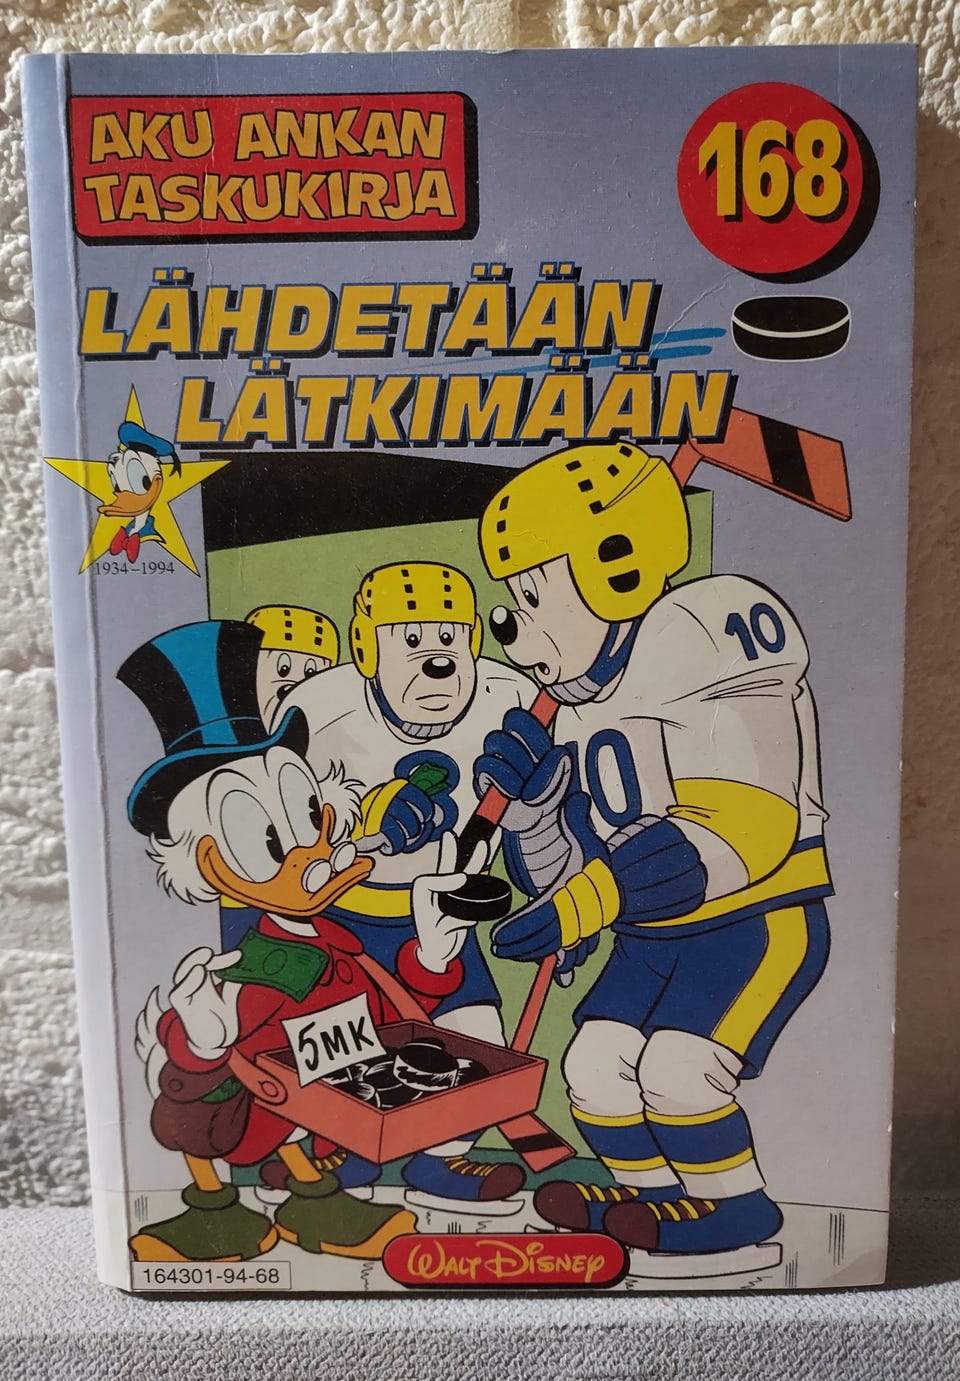 AKU ANKAN
TASKUKIRJA
168
LÄHDETÄÄN
LÄTKIMÄÄN
1934–1994
10
10
5MK
WALT DISNEY
164301-94-68